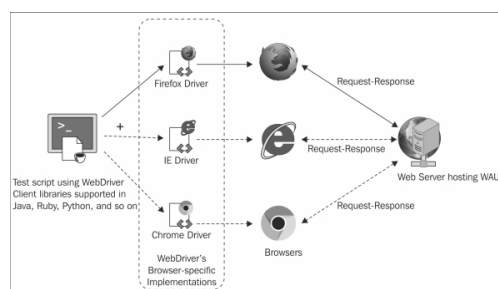 Firefox Driver
Request-Response
+
IE Driver
Request-Response
Test script using WebDriver
Client libraries supported in
Java, Ruby, Python, and so on
Web Server hosting WAU
Request-Response
Chrome Driver
Browsers
WebDriver's
Browser-specific
Implementations